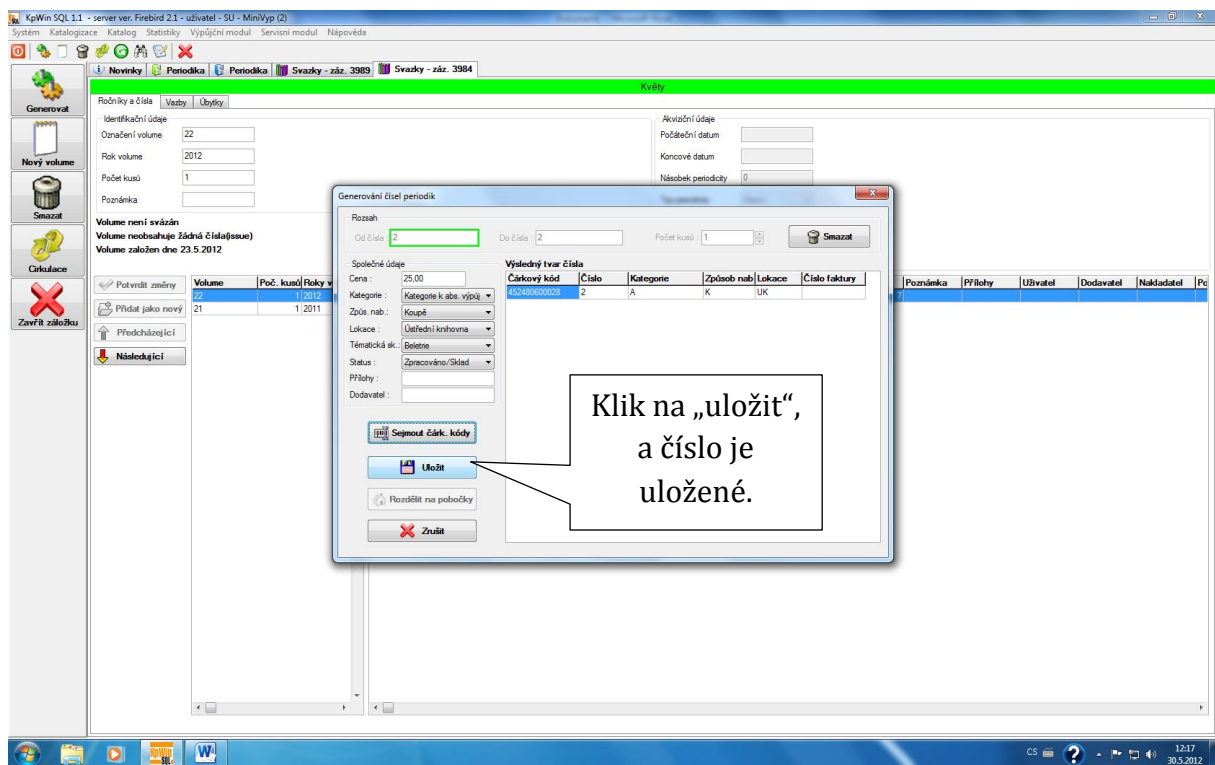 KpWin SQL 1.1 - server ver. Firebird 2.1 - uživatel - SU - MiniVyp (2)
Systém Katalogizace Katalog Statistiky Výpůjční modul Servisní modul Nápověda
Novinky Periodika Periodika Svazky - záz. 3989 Svazky - záz. 3984
Květy
Generovat
Nový volume
Smazat
Cirkulace
Zavřít záložku
Ročníky a čísla Vazby Úbytky
Identifikační údaje
Označení volume 22
Rok volume 2012
Počet kusů 1
Poznámka
Volume není svázán
Volume neobsahuje žádná čísla(issue)
Volume založen dne 23.5.2012
Akviziční údaje
Počáteční datum
Koncové datum
Násobek periodicity 0
Potvrdit změny
Přidat jako nový
Předcházející
Následující
Volume Poč. kusů Roky v
22 1 2012
21 1 2011
Generování čísel periodik
Rozsah
Od čísla : 2 Do čísla : 2 Počet kusů : 1 Smazat
Společné údaje
Cena : 25,00
Kategorie : Kategorie k abs. výpůj
Způs. nab.: Koupě
Lokace : Ústřední knihovna
Tématická sk.: Beletrie
Status : Zpracováno/Sklad
Přílohy :
Dodavatel :
Sejmout čárk. kódy
Uložit
Rozdělit na pobočky
Zrušit
Výsledný tvar čísla
Čárkový kód Číslo Kategorie Způsob nab Lokace Číslo faktury
452480600028 2 A K UK
Poznámka Přílohy Uživatel Dodavatel Nakladatel Po
7
Klik na „uložit“,
a číslo je
uložené.
KpWin SQL
W
CS
12:17
30.5.2012